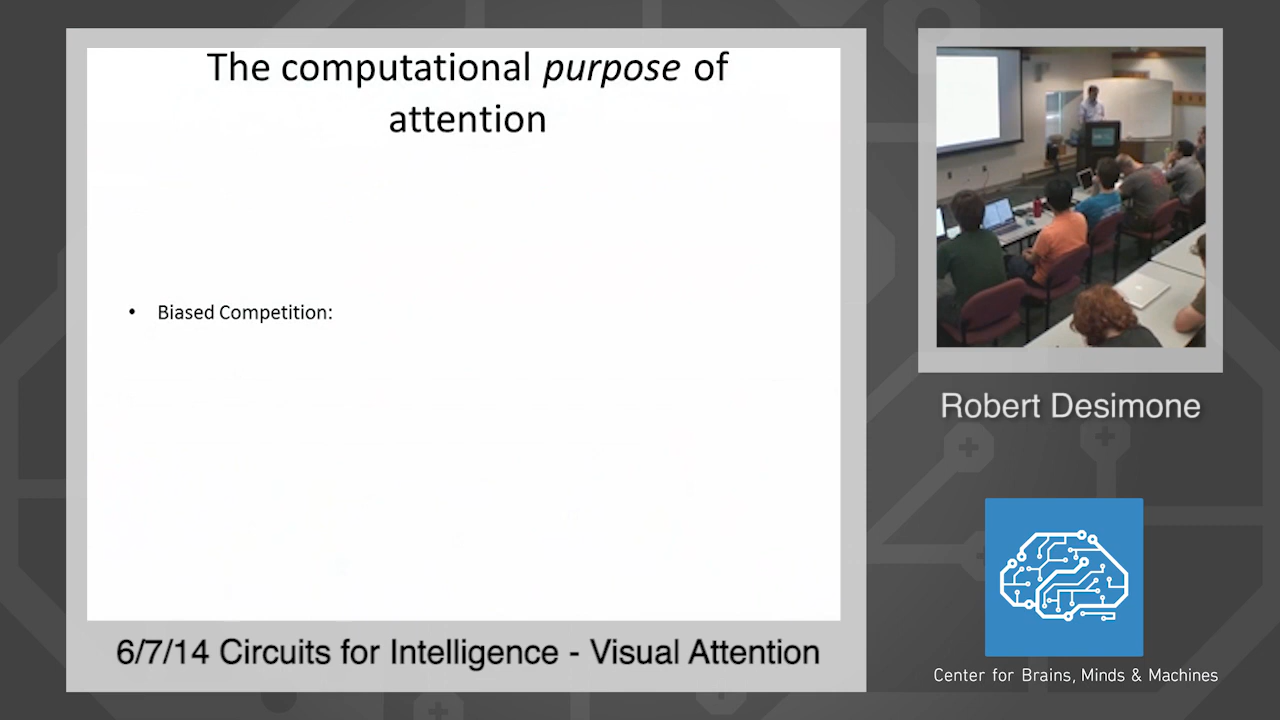 The computational purpose of
attention
• Biased Competition:
6/7/14 Circuits for Intelligence - Visual Attention
Robert Desimone
Center for Brains, Minds & Machines